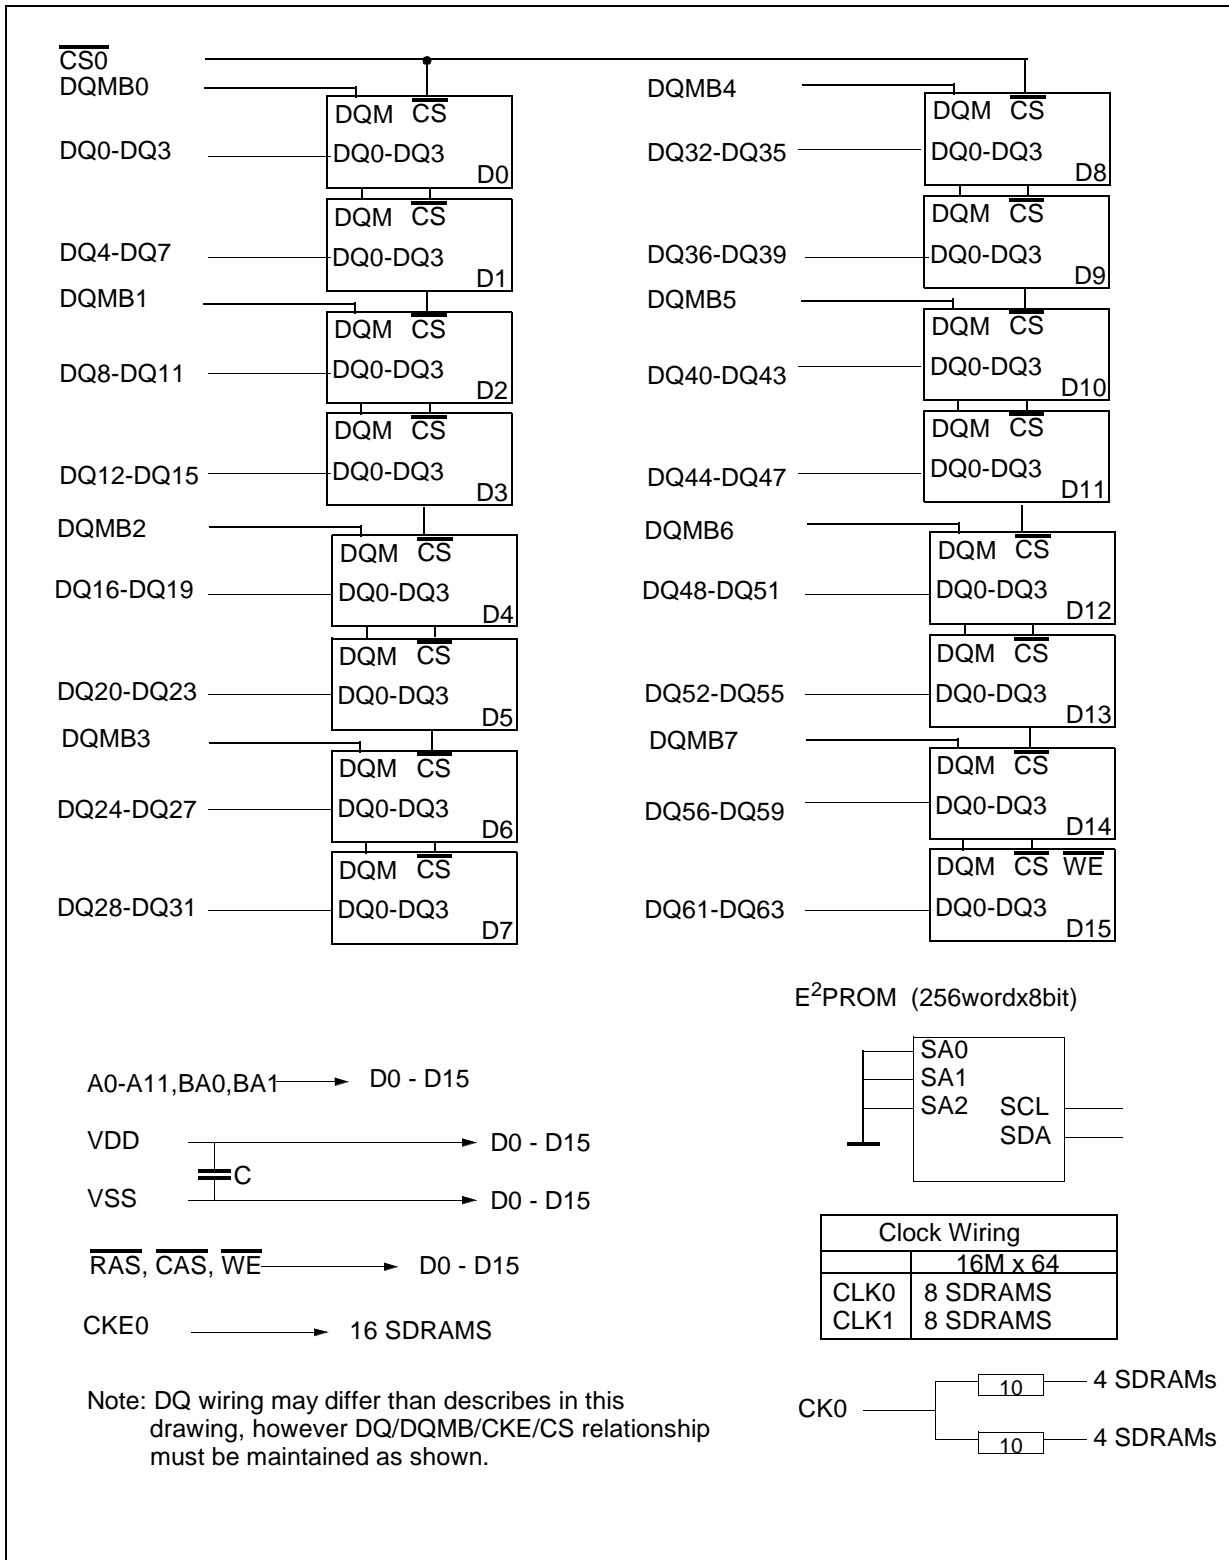 CS0
DQMB0
DQM CS
DQ0-DQ3
DQ0-DQ3
D0
DQM CS
DQ4-DQ7
DQ0-DQ3
D1
DQMB1
DQM CS
DQ8-DQ11
DQ0-DQ3
D2
DQM CS
DQ12-DQ15
DQ0-DQ3
D3
DQMB2
DQM CS
DQ16-DQ19
DQ0-DQ3
D4
DQM CS
DQ20-DQ23
DQ0-DQ3
D5
DQMB3
DQM CS
DQ24-DQ27
DQ0-DQ3
D6
DQM CS
DQ28-DQ31
DQ0-DQ3
D7
DQMB4
DQM CS
DQ32-DQ35
DQ0-DQ3
D8
DQM CS
DQ36-DQ39
DQ0-DQ3
D9
DQMB5
DQM CS
DQ40-DQ43
DQ0-DQ3
D10
DQM CS
DQ44-DQ47
DQ0-DQ3
D11
DQMB6
DQM CS
DQ48-DQ51
DQ0-DQ3
D12
DQM CS
DQ52-DQ55
DQ0-DQ3
D13
DQMB7
DQM CS
DQ56-DQ59
DQ0-DQ3
D14
DQM CS WE
DQ61-DQ63
DQ0-DQ3
D15
E2PROM (256wordx8bit)
SA0
SA1
SA2
SCL
SDA
A0-A11,BA0,BA1 D0 - D15
VDD D0 - D15
C
VSS D0 - D15
RAS, CAS, WE D0 - D15
CKE0 16 SDRAMS
Clock Wiring
16M x 64
CLK0 8 SDRAMS
CLK1 8 SDRAMS
Note: DQ wiring may differ than describes in this
drawing, however DQ/DQMB/CKE/CS relationship
must be maintained as shown.
CK0
10 4 SDRAMs
10 4 SDRAMs